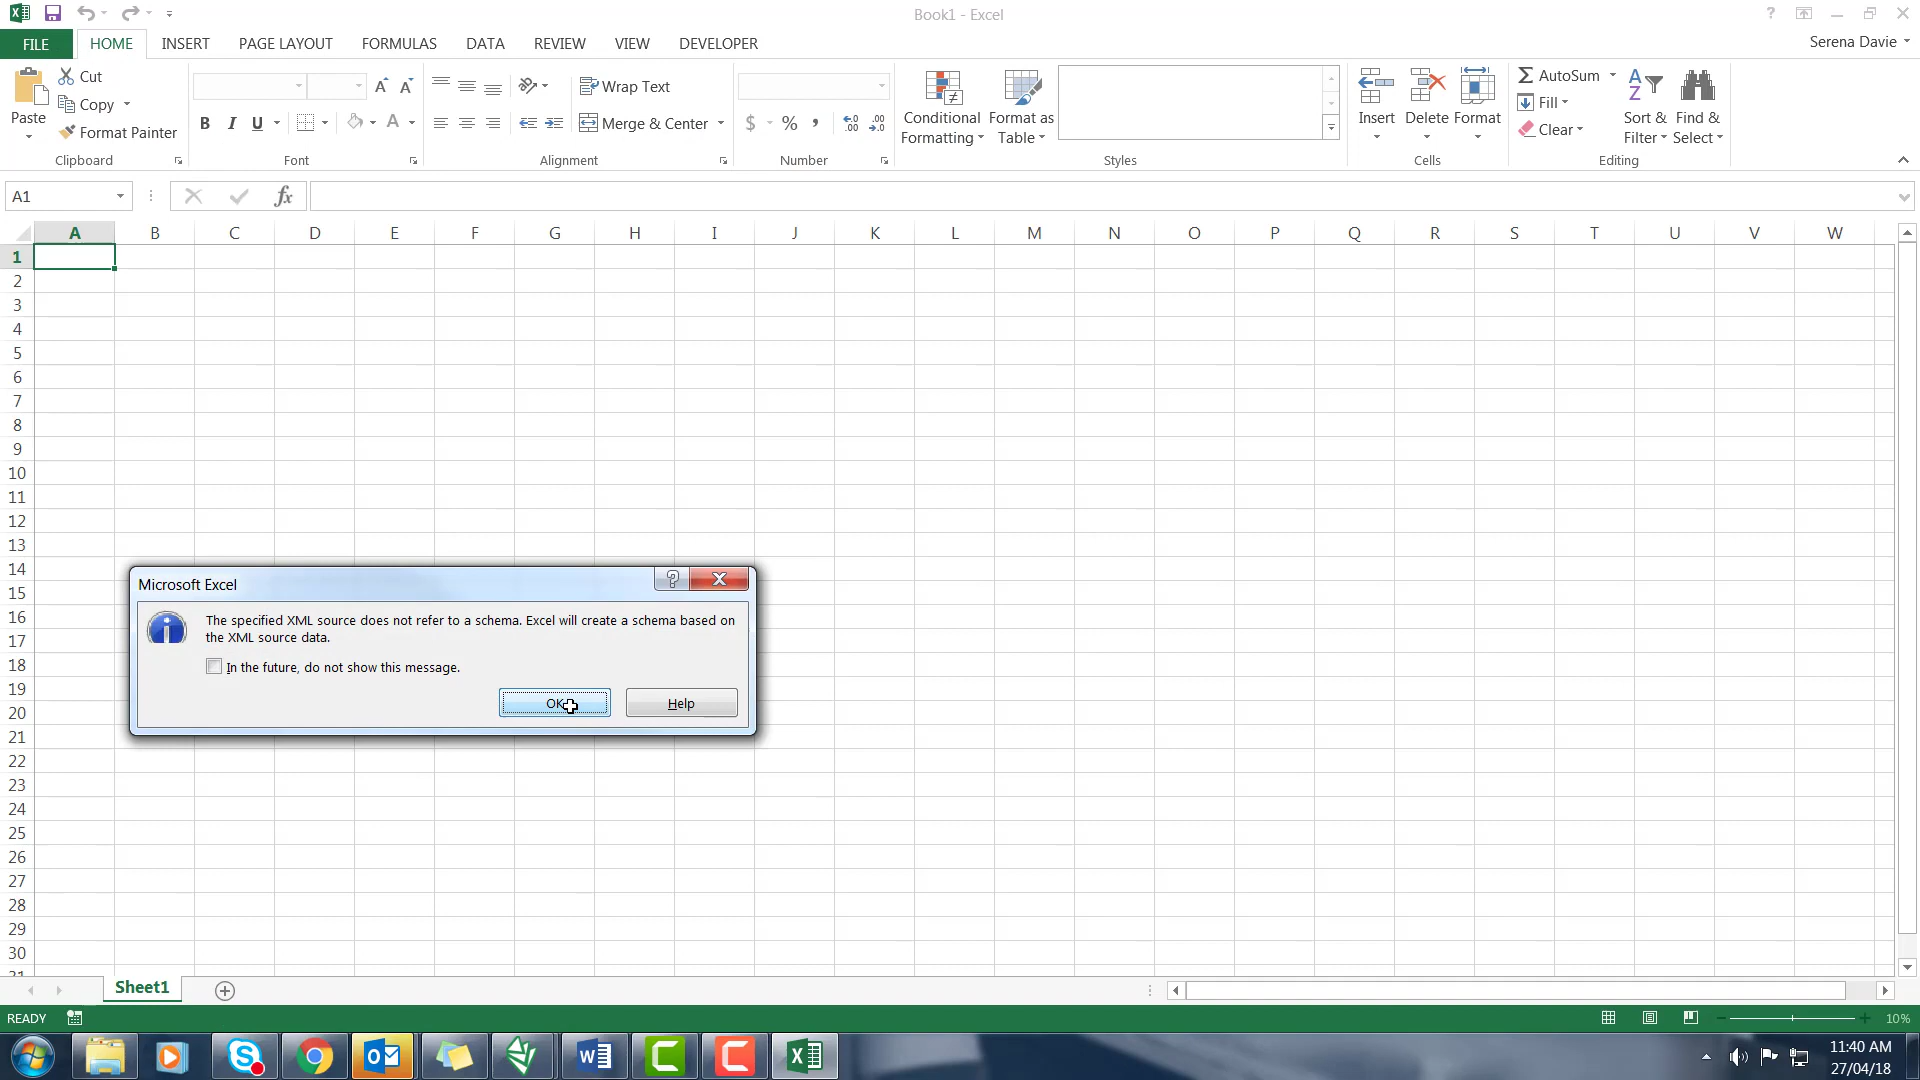 Book1 - Excel
?
FILE
HOME
INSERT
PAGE LAYOUT
FORMULAS
DATA
REVIEW
VIEW
DEVELOPER
Serena Davie
Paste
Cut
Copy
Format Painter
Clipboard
B I U
A A
A
Font
Wrap Text
Merge & Center
Alignment
$ % ,
Number
Conditional
Formatting
Format as
Table
Styles
Insert
Delete
Format
Cells
AutoSum
Fill
Clear
Sort &
Filter
Find &
Select
Editing
A1
fx
A B C D E F G H I J K L M N O P Q R S T U V W
1
2
3
4
5
6
7
8
9
10
11
12
13
14
15
16
17
18
19
20
21
22
23
24
25
26
27
28
29
30
31
Microsoft Excel
?
The specified XML source does not refer to a schema. Excel will create a schema based on
the XML source data.
In the future, do not show this message.
OK
Help
Sheet1
READY
10%
11:40 AM
27/04/18